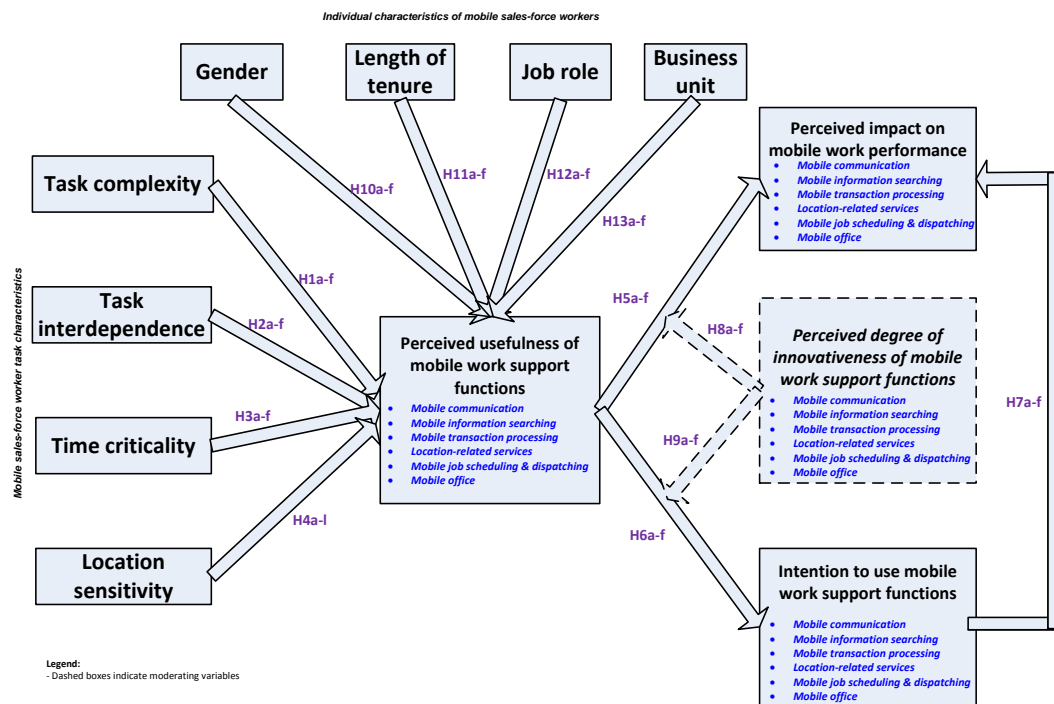 Individual characteristics of mobile sales-force workers
Gender
Length of
tenure
Job role
Business
unit
Mobile sales-force worker task characteristics
Task complexity
Task
interdependence
Time criticality
Location
sensitivity
H10a-f
H11a-f
H12a-f
H13a-f
H1a-f
H2a-f
H3a-f
H4a-l
Perceived usefulness of
mobile work support
functions
• Mobile communication
• Mobile information searching
• Mobile transaction processing
• Location-related services
• Mobile job scheduling & dispatching
• Mobile office
H5a-f
H6a-f
H8a-f
H9a-f
Perceived impact on
mobile work performance
• Mobile communication
• Mobile information searching
• Mobile transaction processing
• Location-related services
• Mobile job scheduling & dispatching
• Mobile office
Perceived degree of
innovativeness of mobile
work support functions
• Mobile communication
• Mobile information searching
• Mobile transaction processing
• Location-related services
• Mobile job scheduling & dispatching
• Mobile office
H7a-f
Intention to use mobile
work support functions
• Mobile communication
• Mobile information searching
• Mobile transaction processing
• Location-related services
• Mobile job scheduling & dispatching
• Mobile office
Legend:
- Dashed boxes indicate moderating variables